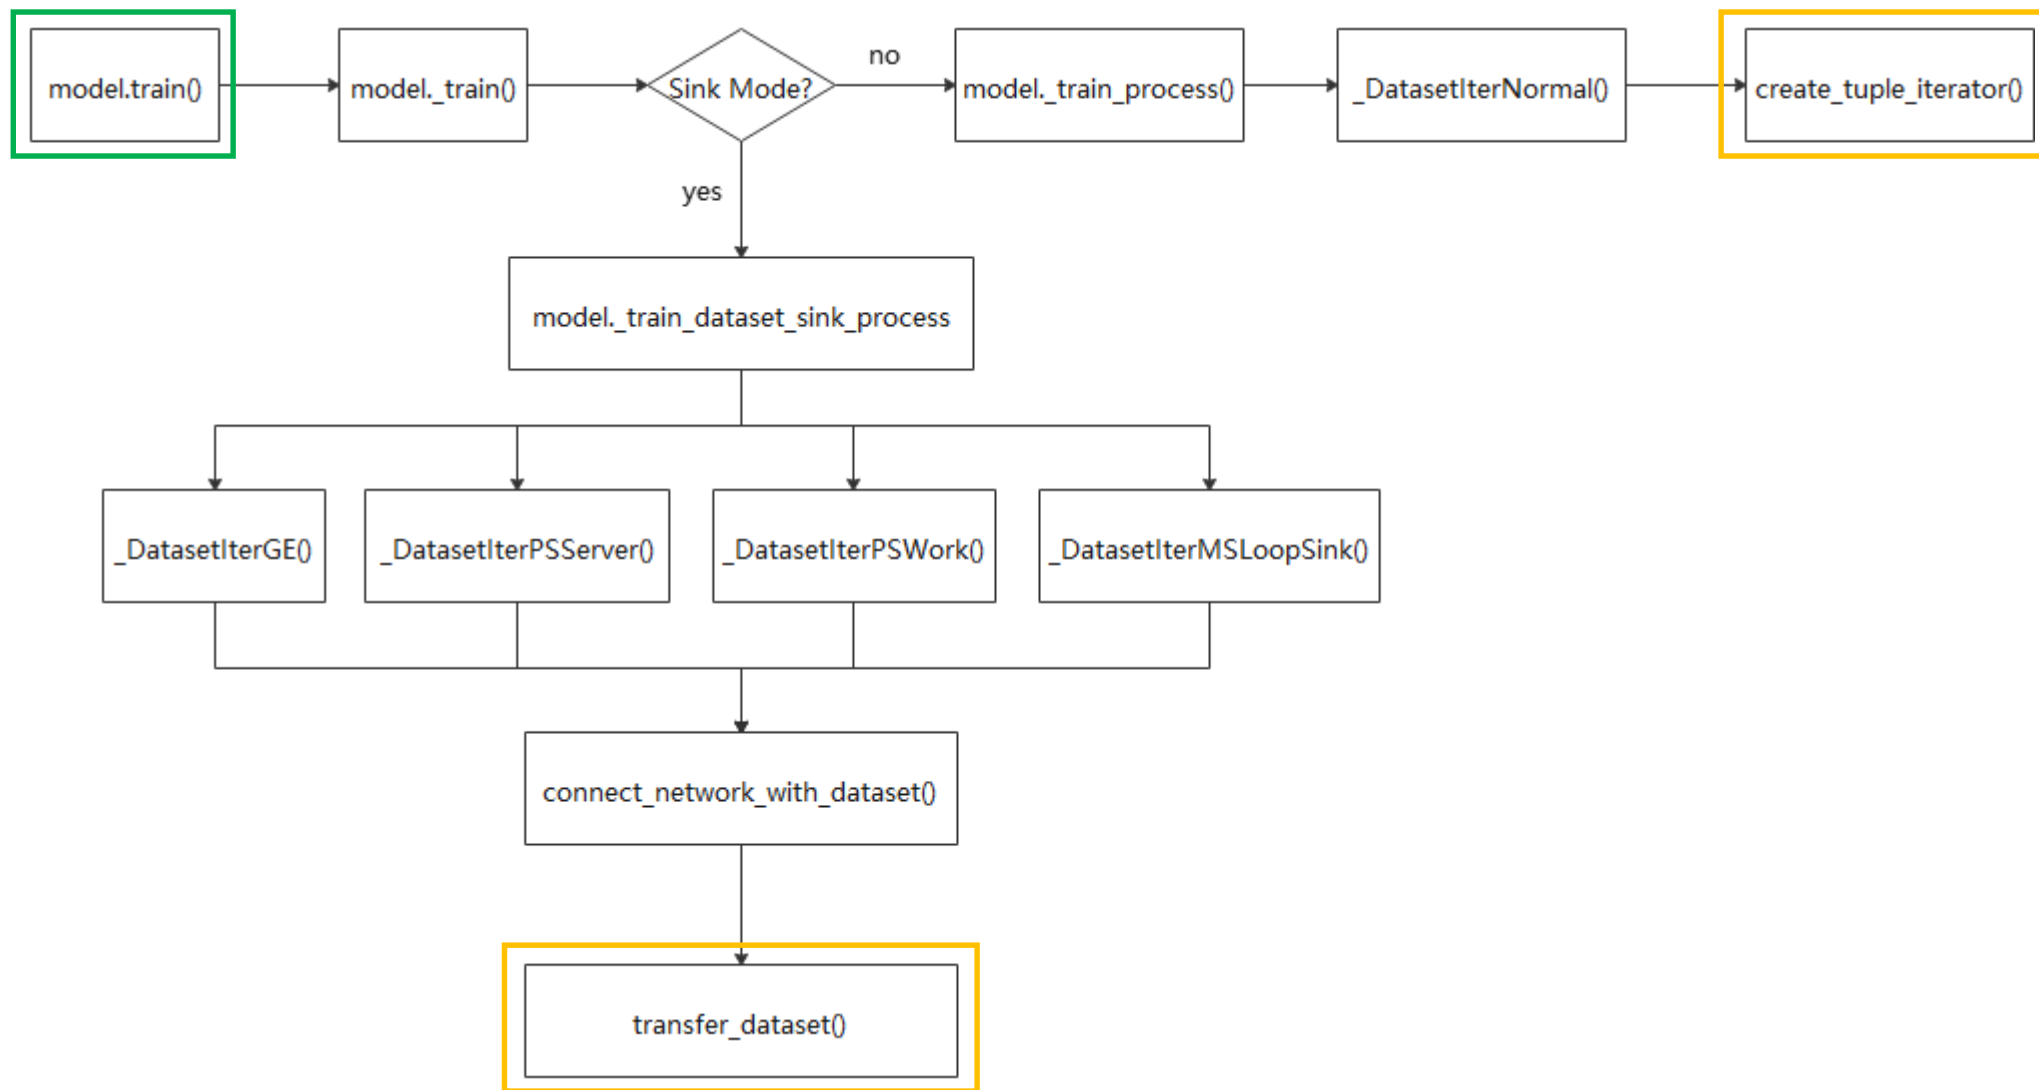 model.train()
model._train()
Sink Mode?
no
model._train_process()
_DatasetIterNormal()
create_tuple_iterator()
yes
model._train_dataset_sink_process
_DatasetIterGE()
_DatasetIterPSServer()
_DatasetIterPSWork()
_DatasetIterMSLoopSink()
connect_network_with_dataset()
transfer_dataset()